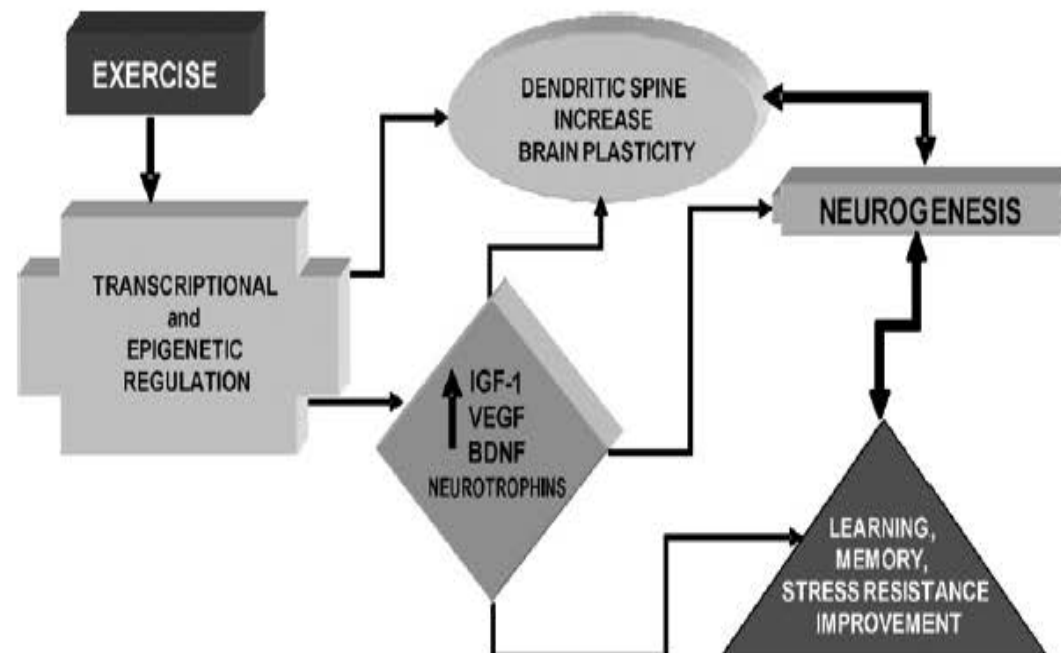 EXERCISE
DENDRITIC SPINE
INCREASE
BRAIN PLASTICITY
NEUROGENESIS
TRANSCRIPTIONAL
and
EPIGENETIC
REGULATION
IGF-1
VEGF
BDNF
NEUROTROPHINS
LEARNING,
MEMORY,
STRESS RESISTANCE
IMPROVEMENT